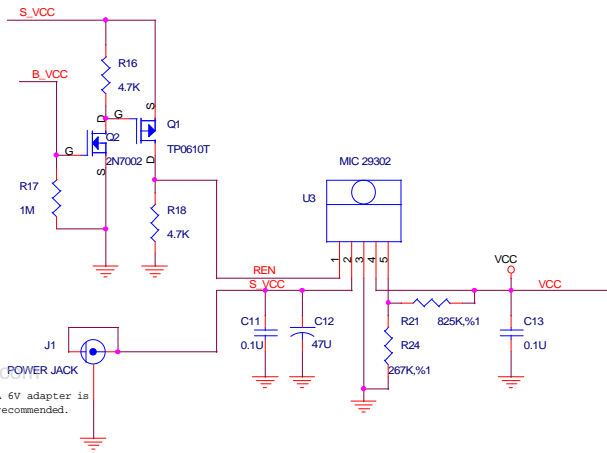 S_VCC
B_VCC
R16
4.7K
D
G
S
Q1
Q2
G
TP0610T
2N7002
D
S
R17
1M
R18
4.7K
MIC 29302
U3
1
2
3
4
5
REN
S_VCC
VCC
VCC
C11
0.1U
C12
47U
R21
825K,%1
C13
0.1U
R24
267K,%1
J1
POWER JACK
6V adapter is
recommended.